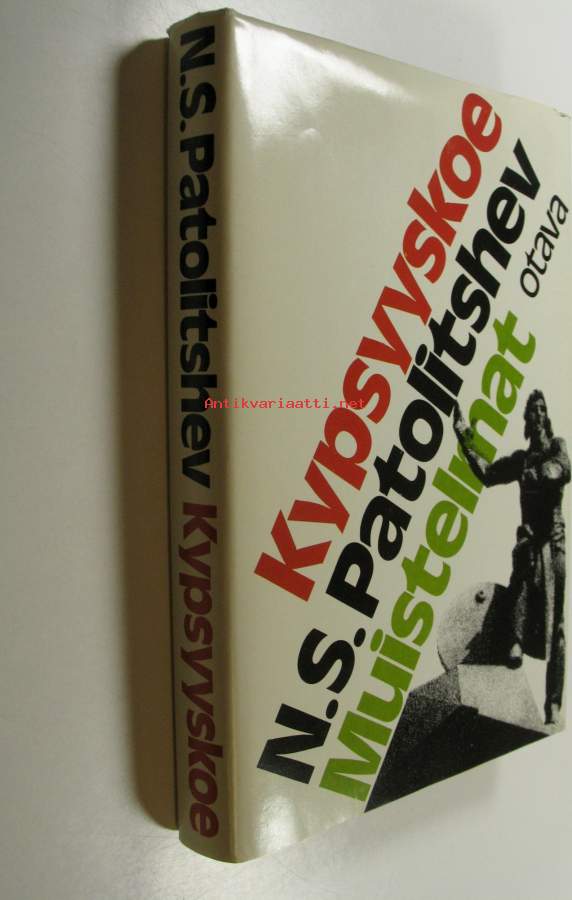 N.S. Patolitshev Kypsyyskoe
Kypsyyskoe
N.S. Patolitshev
Muistelmat
Otava
Antikvariaatti.net